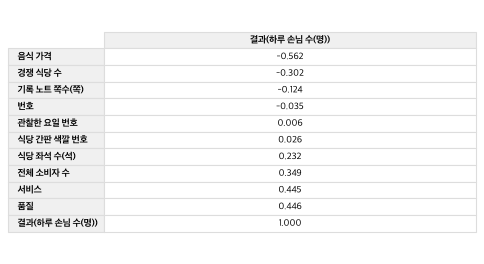 결과(하루 손님 수(명))
음식 가격 -0.562
경쟁 식당 수 -0.302
기록 노트 쪽수(쪽) -0.124
번호 -0.035
관찰한 요일 번호 0.006
식당 간판 색깔 번호 0.026
식당 좌석 수(석) 0.232
전체 소비자 수 0.349
서비스 0.445
품질 0.446
결과(하루 손님 수(명)) 1.000